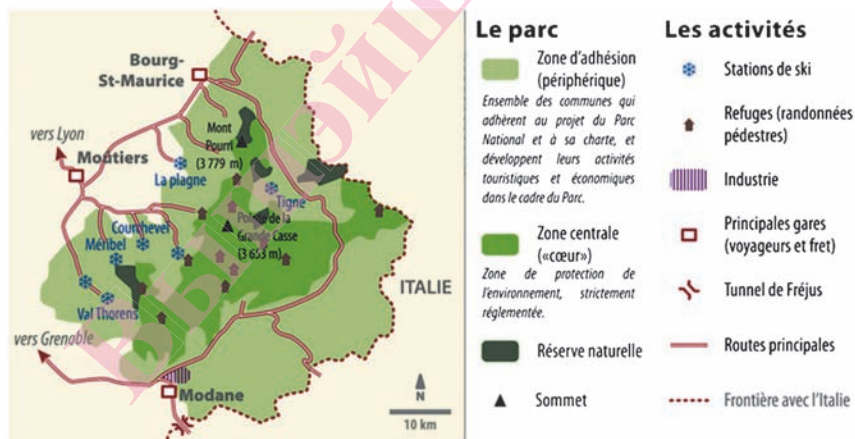 Bourg-
St-Maurice
vers Lyon
Mont
Pourri
(3 779 m)
Moûtiers
La plagne
Tigne
Courchevel
Pointe de la
Grande Casse
(3 653 m)
Méribel
ITALIE
Val Thorens
vers Grenoble
Modane
N
10 km
Le parc
Zone d'adhésion
(périphérique)
Ensemble des communes qui
adhèrent au projet du Parc
National et à sa charte, et
développent leurs activités
touristiques et économiques
dans le cadre du Parc.
Zone centrale
(«cœur»)
Zone de protection de
l'environnement, strictement
réglementée.
Réserve naturelle
Sommet
Les activités
Stations de ski
Refuges (randonnées
pédestres)
Industrie
Principales gares
(voyageurs et fret)
Tunnel de Fréjus
Routes principales
Frontière avec l'Italie